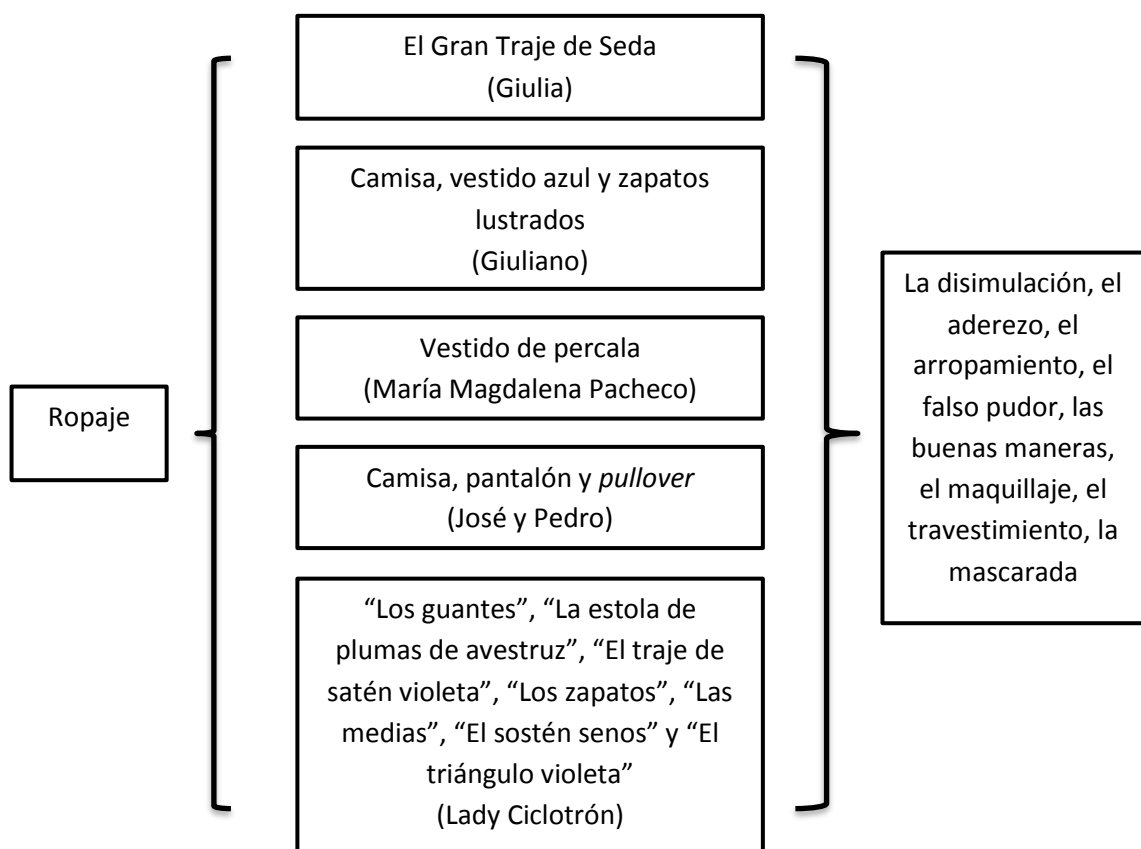 Ropaje
El Gran Traje de Seda
(Giulia)
Camisa, vestido azul y zapatos
lustrados
(Giuliano)
Vestido de percala
(María Magdalena Pacheco)
Camisa, pantalón y pullover
(José y Pedro)
“Los guantes”, “La estola de
plumas de avestruz”, “El traje de
satén violeta”, “Los zapatos”, “Las
medias”, “El sostén senos” y “El
triángulo violeta”
(Lady Ciclotrón)
La disimulación, el
aderezo, el
arropamiento, el
falso pudor, las
buenas maneras,
el maquillaje, el
travestimiento, la
mascarada